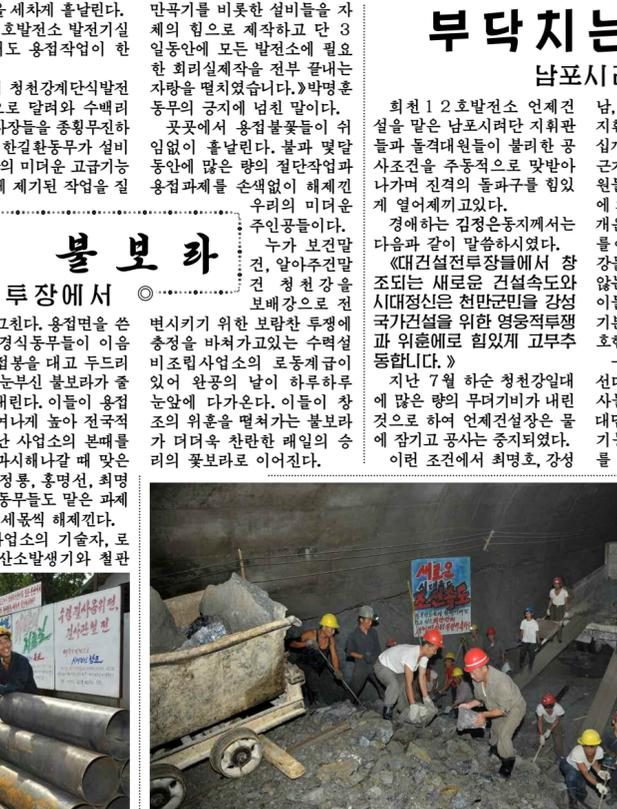 을 세차게 흩날린다.
호발전소 발전기실
도 용접작업이 한
청천강계단식발전
으로 달려와 수백리
사장들을 종횡무진하
한길환동무가 설비
의 미더운 고급기능
제기된 작업을 질
불보라
투장에서 ◎
그친다. 용접면을 쓴
경식동무들이 이음
접봉을 대고 두드리
눈부신 불보라가 줄
내린다. 이들이 용접
여나게 높아 전국적
난 사업소의 본때를
과시해나갈 때 맞은
정룡, 홍명선, 최명
동무들도 맡은 과제
세몫씩 해제낀다.
사업소의 기술자, 로
산소발생기와 철판
만곡기를 비롯한 설비들을 자
체의 힘으로 제작하고 단 3
일동안에 모든 발전소에 필요
한 회리실제작을 전부 끝내는
자랑을 떨치였습니다.》박명훈
동무의 긍지에 넘친 말이다.
곳곳에서 용접불꽃들이 쉬
임없이 흩날린다. 불과 몇달
동안에 많은 량의 절단작업과
용접과제를 손색없이 해제낀
우리의 미더운
주인공들이다.
누가 보건말
건, 알아주건말
건 청천강을
보배강으로 전
변시키기 위한 보람찬 투쟁에
충정을 바쳐가고있는 수력설
비조립사업소의 로동계급이
있어 완공의 날이 하루하루
눈앞에 다가온다. 이들이 창
조의 위훈을 떨쳐가는 불보라
가 더더욱 찬란한 래일의 승
리의 꽃보라로 이어진다.
부닥치는
남포시려
희천12호발전소 언제건
설을 맡은 남포시려단 지휘관
들과 돌격대원들이 불리한 공
사조건을 주동적으로 맞받아
나가며 진격의 돌파구를 힘있
게 열어제끼고있다.
경애하는 김정은동지께서는
다음과 같이 말씀하시였다.
《대건설전투장들에서 창
조되는 새로운 건설속도와
시대정신은 천만군민을 강성
국가건설을 위한 영웅적투쟁
과 위훈에로 힘있게 고무추
동합니다.》
지난 7월 하순 청천강일대
에 많은 량의 무더기비가 내린
것으로 하여 언제건설장은 물
에 잠기고 공사는 중지되였다.
이런 조건에서 최명호, 강성
새로운
조선속도